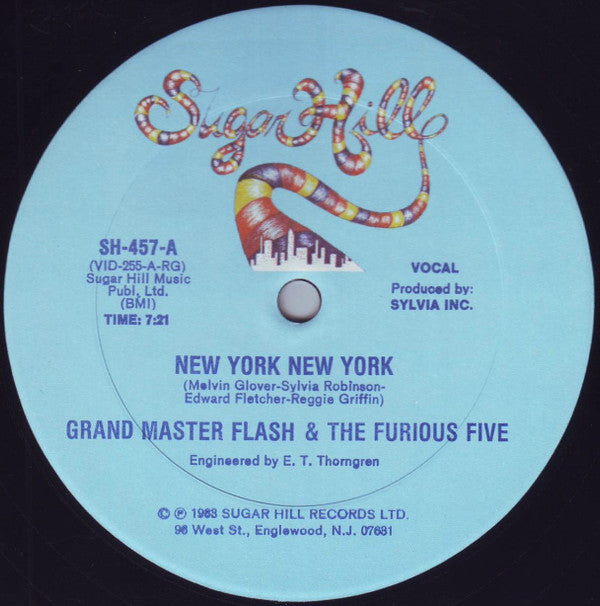 Sugar Hill
SH-457-A
(VID-255-A-RG)
Sugar Hill Music
Publ, Ltd.
(BMI)
TIME: 7:21
VOCAL
Produced by:
SYLVIA INC.
NEW YORK NEW YORK
(Melvin Glover-Sylvia Robinson-
Edward Fletcher-Reggie Griffin)
GRAND MASTER FLASH & THE FURIOUS FIVE
Engineered by E. T. Thorngren
© ℗ 1983 SUGAR HILL RECORDS LTD.
96 West St., Englewood, N.J. 07631